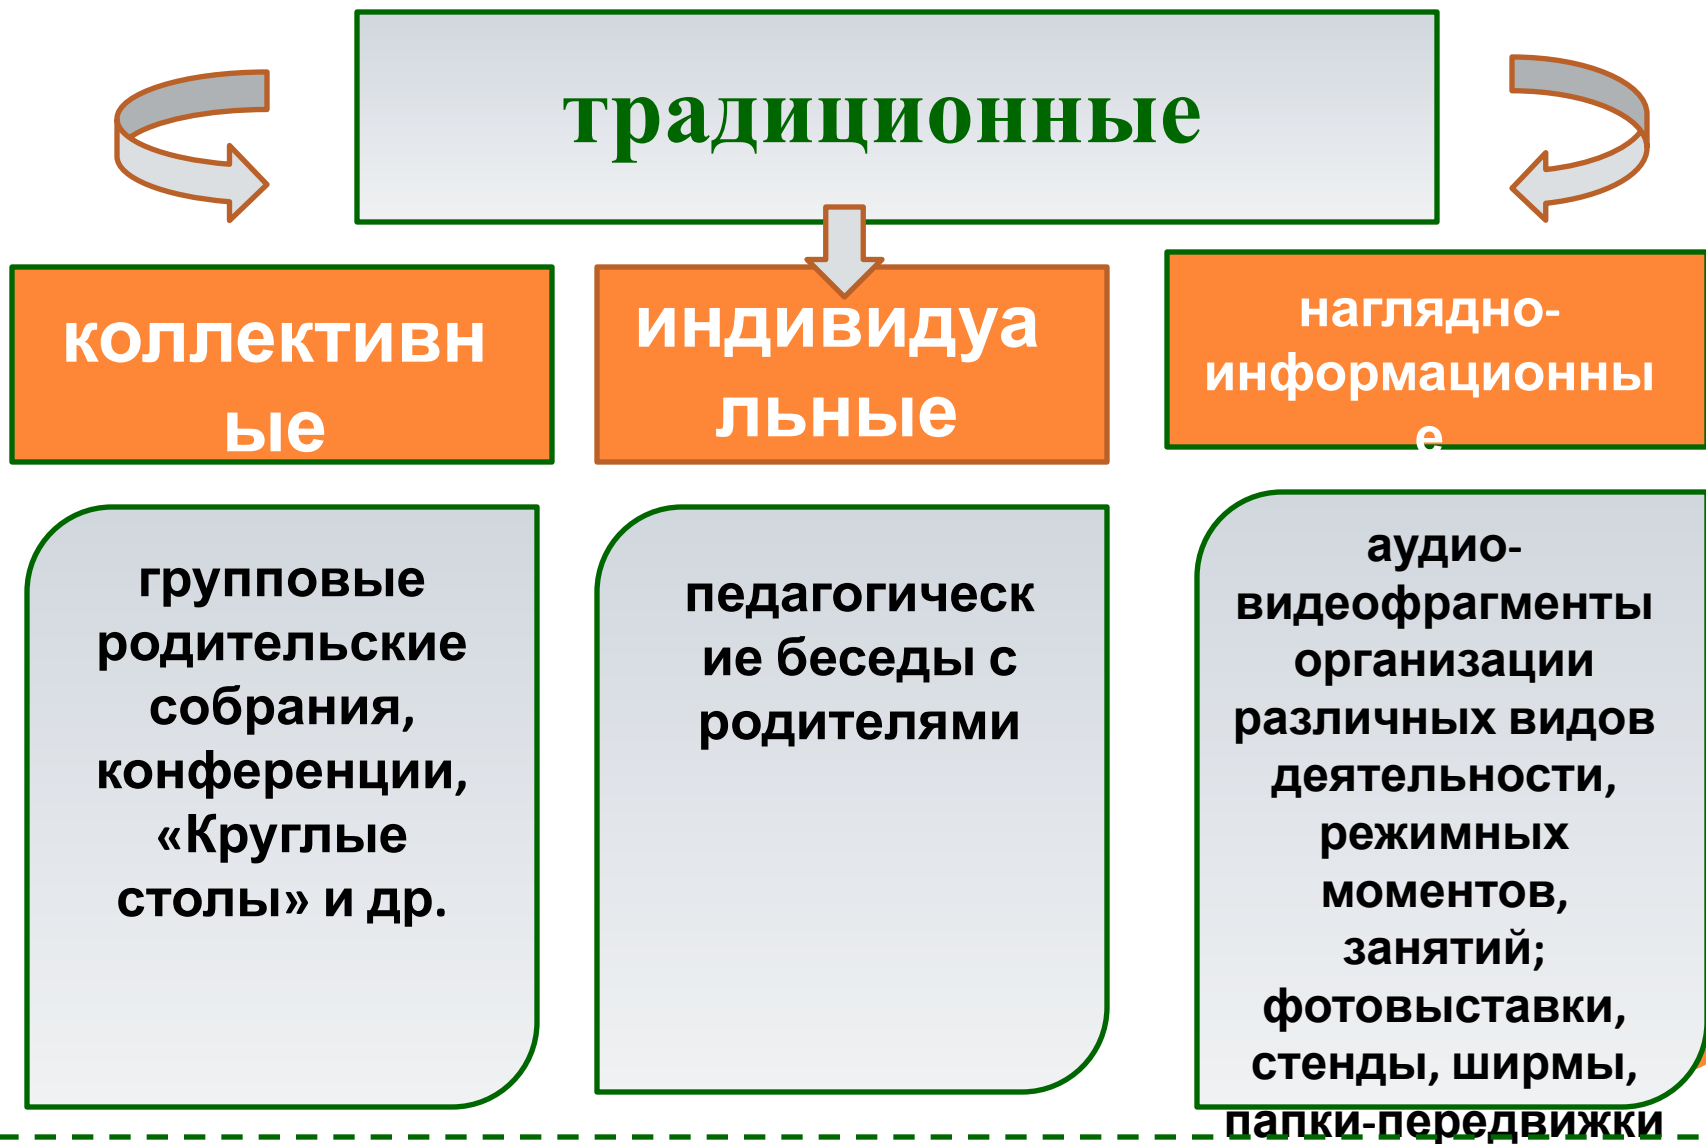 традиционные
коллективн
ые
индивидуа
льные
наглядно-
информационны
е
групповые
родительские
собрания,
конференции,
«Круглые
столы» и др.
педагогическ
ие беседы с
родителями
аудио-
видеофрагменты
организации
различных видов
деятельности,
режимных
моментов,
занятий;
фотовыставки,
стенды, ширмы,
папки-передвижки